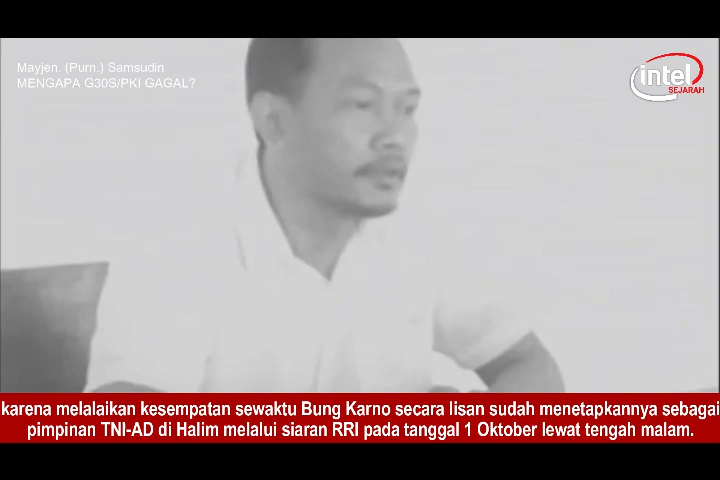 Mayjen. (Purn.) Samsudin
MENGAPA G30S/PKI GAGAL?
intel
SEJARAH
karena melalaikan kesempatan sewaktu Bung Karno secara lisan sudah menetapkannya sebagai
pimpinan TNI-AD di Halim melalui siaran RRI pada tanggal 1 Oktober lewat tengah malam.